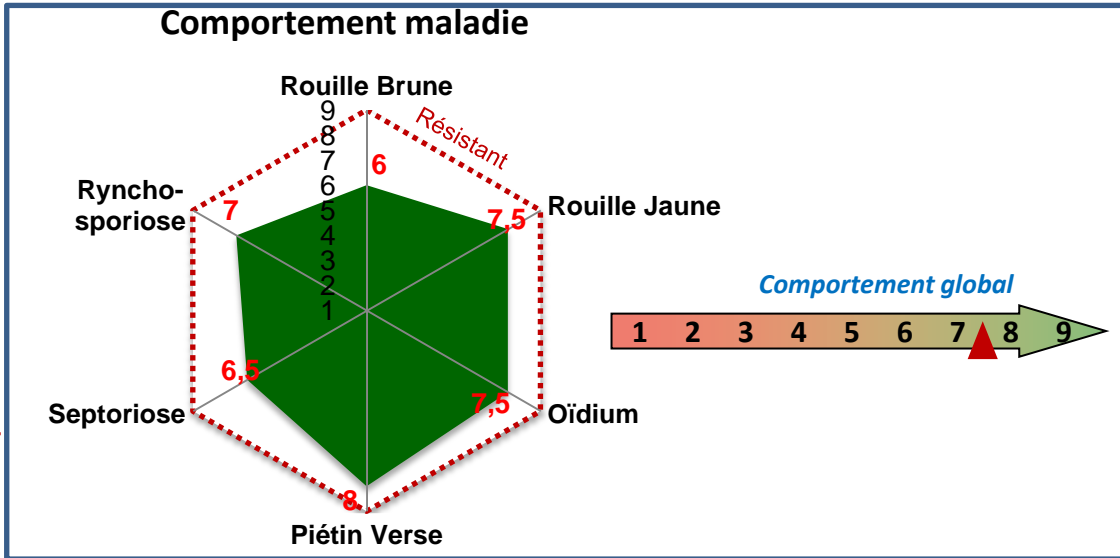 Comportement maladie
Rouille Brune
9
8
7
6
5
4
3
2
1
Résistant
6
Ryncho-
sporiose
7
7,5
Rouille Jaune
Comportement global
1 2 3 4 5 6 7 8 9
6,5
Septoriose
7,5
Oïdium
8
Piétin Verse